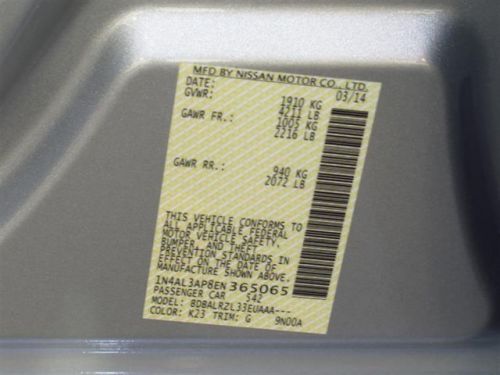 MFD BY NISSAN MOTOR CO., LTD.
DATE: 03/14
GVWR: 1910 KG
4211 LB
GAWR FR.: 1005 KG
2216 LB
GAWR RR.: 940 KG
2072 LB
THIS VEHICLE CONFORMS TO
ALL APPLICABLE FEDERAL
MOTOR VEHICLE SAFETY,
BUMPER, AND THEFT
PREVENTION STANDARDS IN
EFFECT ON THE DATE OF
MANUFACTURE SHOWN ABOVE.
1N4AL3AP8EN 365065
PASSENGER CAR 542
MODEL: BDBALRZL33EUAAA---
COLOR: K23 TRIM: G 9N00A